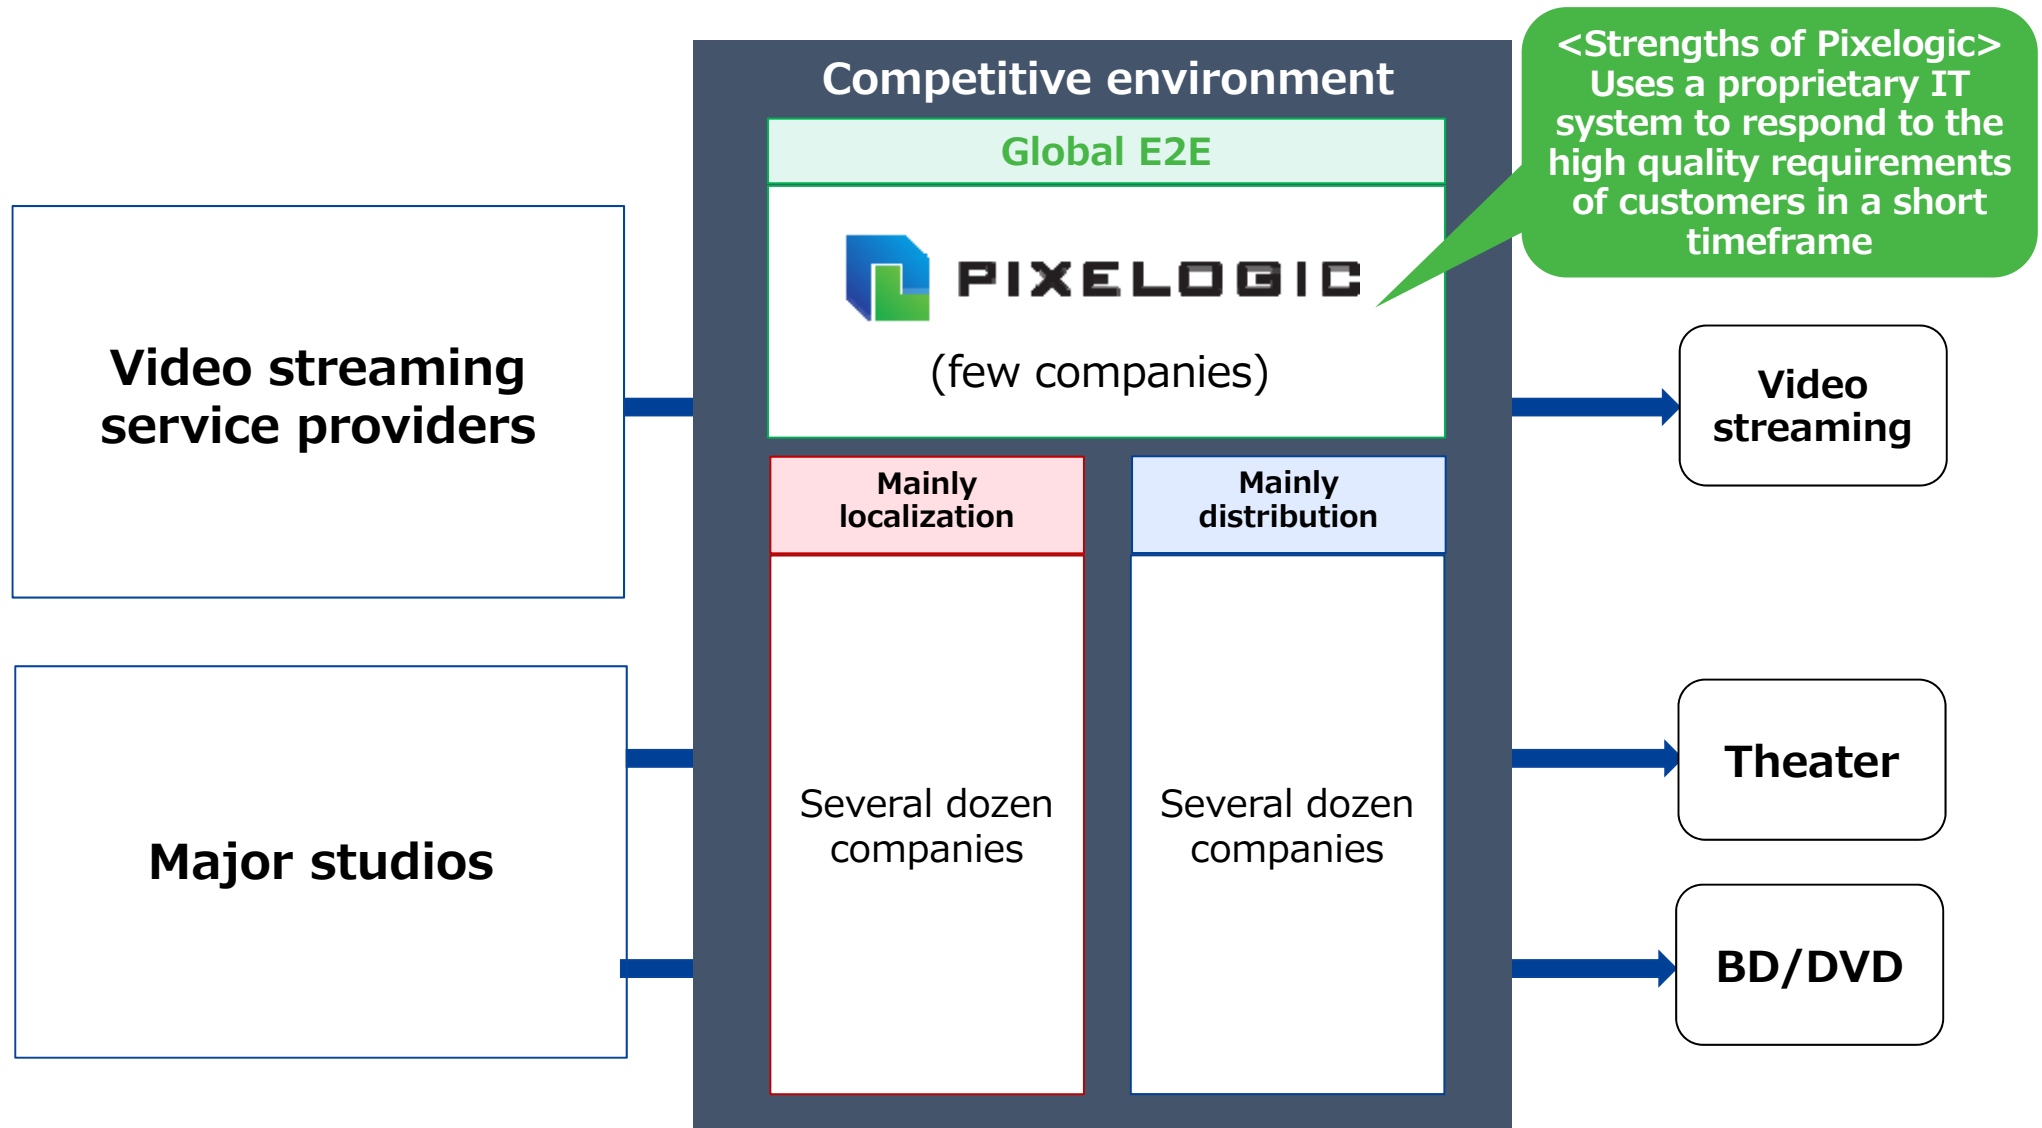 Competitive environment
<Strengths of Pixelogic>
Uses a proprietary IT
system to respond to the
high quality requirements
of customers in a short
timeframe
Global E2E
PIXELOGIC
(few companies)
Video streaming
service providers
Video
streaming
Mainly
localization
Mainly
distribution
Major studios
Several dozen
companies
Several dozen
companies
Theater
BD/DVD